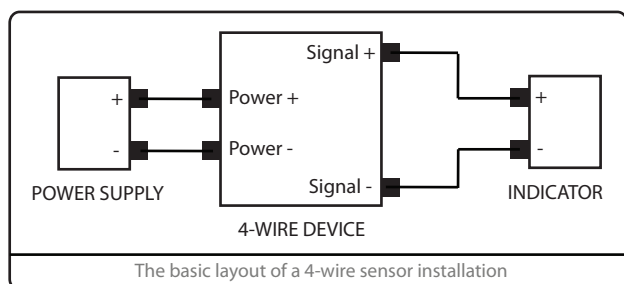 Signal +
+
Power +
+
-
Power -
-
Signal -
POWER SUPPLY
INDICATOR
4-WIRE DEVICE
The basic layout of a 4-wire sensor installation